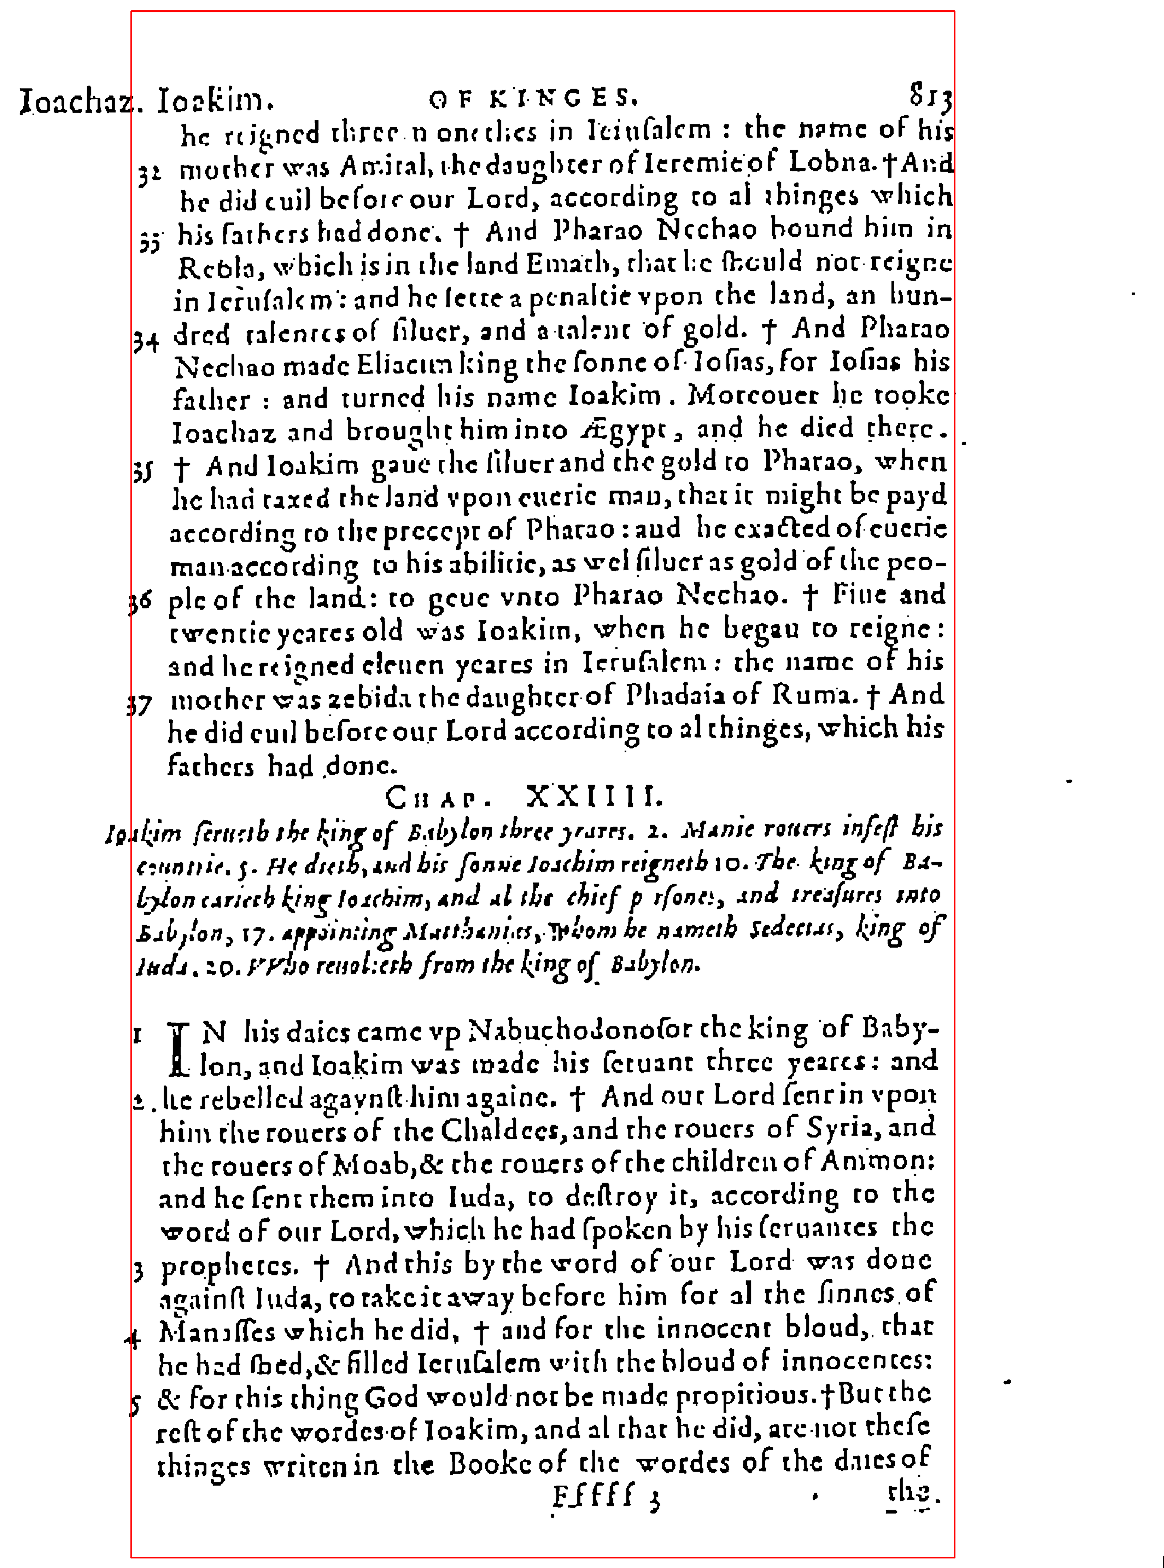 Ioachaz. Ioakim. OF KINGES. 813
he reigned three monethes in Ierusalem : the name of his
32 mother was Amital, the daughter of Ieremie of Lobna. † And
he did euil before our Lord, according to al thinges which
33 his fathers had done. † And Pharao Nechao bound him in
Rebla, which is in the land Emath, that he should not reigne
in Ierusalem : and he sette a penaltie vpon the land, an hun-
34 dred talentes of siluer, and a talent of gold. † And Pharao
Nechao made Eliacim king the sonne of Iosias, for Iosias his
father : and turned his name Ioakim. Moreouer he tooke
Ioachaz and brought him into Ægypt, and he died there.
35 † And Ioakim gaue the siluer and the gold to Pharao, when
he had taxed the land vpon euerie man, that it might be payd
according to the precept of Pharao : and he exacted of euerie
man according to his abilitie, as wel siluer as gold of the peo-
36 ple of the land : to geue vnto Pharao Nechao. † Fiue and
twentie yeares old was Ioakim, when he began to reigne :
and he reigned eleuen yeares in Ierusalem : the name of his
37 mother was zebida the daughter of Phadaia of Ruma. † And
he did euil before our Lord according to al thinges, which his
fathers had done.
CHAP. XXIIII.
Ioakim serueth the king of Babylon three yeares. 2. Manie rouers infest his
countrie. 5. He dieth, and his sonne Ioachim reigneth 10. The king of Ba-
bylon carieth king Ioachim, and al the chief persones, and treasures into
Babylon, 17. appointing Matthanias, whom he nameth Sedecias, king of
Iuda. 20. VVho reuolteth from the king of Babylon.
1 IN his daies came vp Nabuchodonosor the king of Baby-
lon, and Ioakim was made his seruant three yeares : and
2 he rebelled agaynst him againe. † And our Lord sent in vpon
him the rouers of the Chaldees, and the rouers of Syria, and
the rouers of Moab, & the rouers of the children of Ammon :
and he sent them into Iuda, to destroy it, according to the
word of our Lord, which he had spoken by his seruantes the
3 prophetes. † And this by the word of our Lord was done
against Iuda, to take it away before him for al the sinnes of
4 Manasses which he did, † and for the innocent bloud, that
he had shed, & filled Ierusalem with the bloud of innocentes :
5 & for this thing God would not be made propitious. † But the
rest of the wordes of Ioakim, and al that he did, are not these
thinges writen in the Booke of the wordes of the daies of
Fffff 3 the